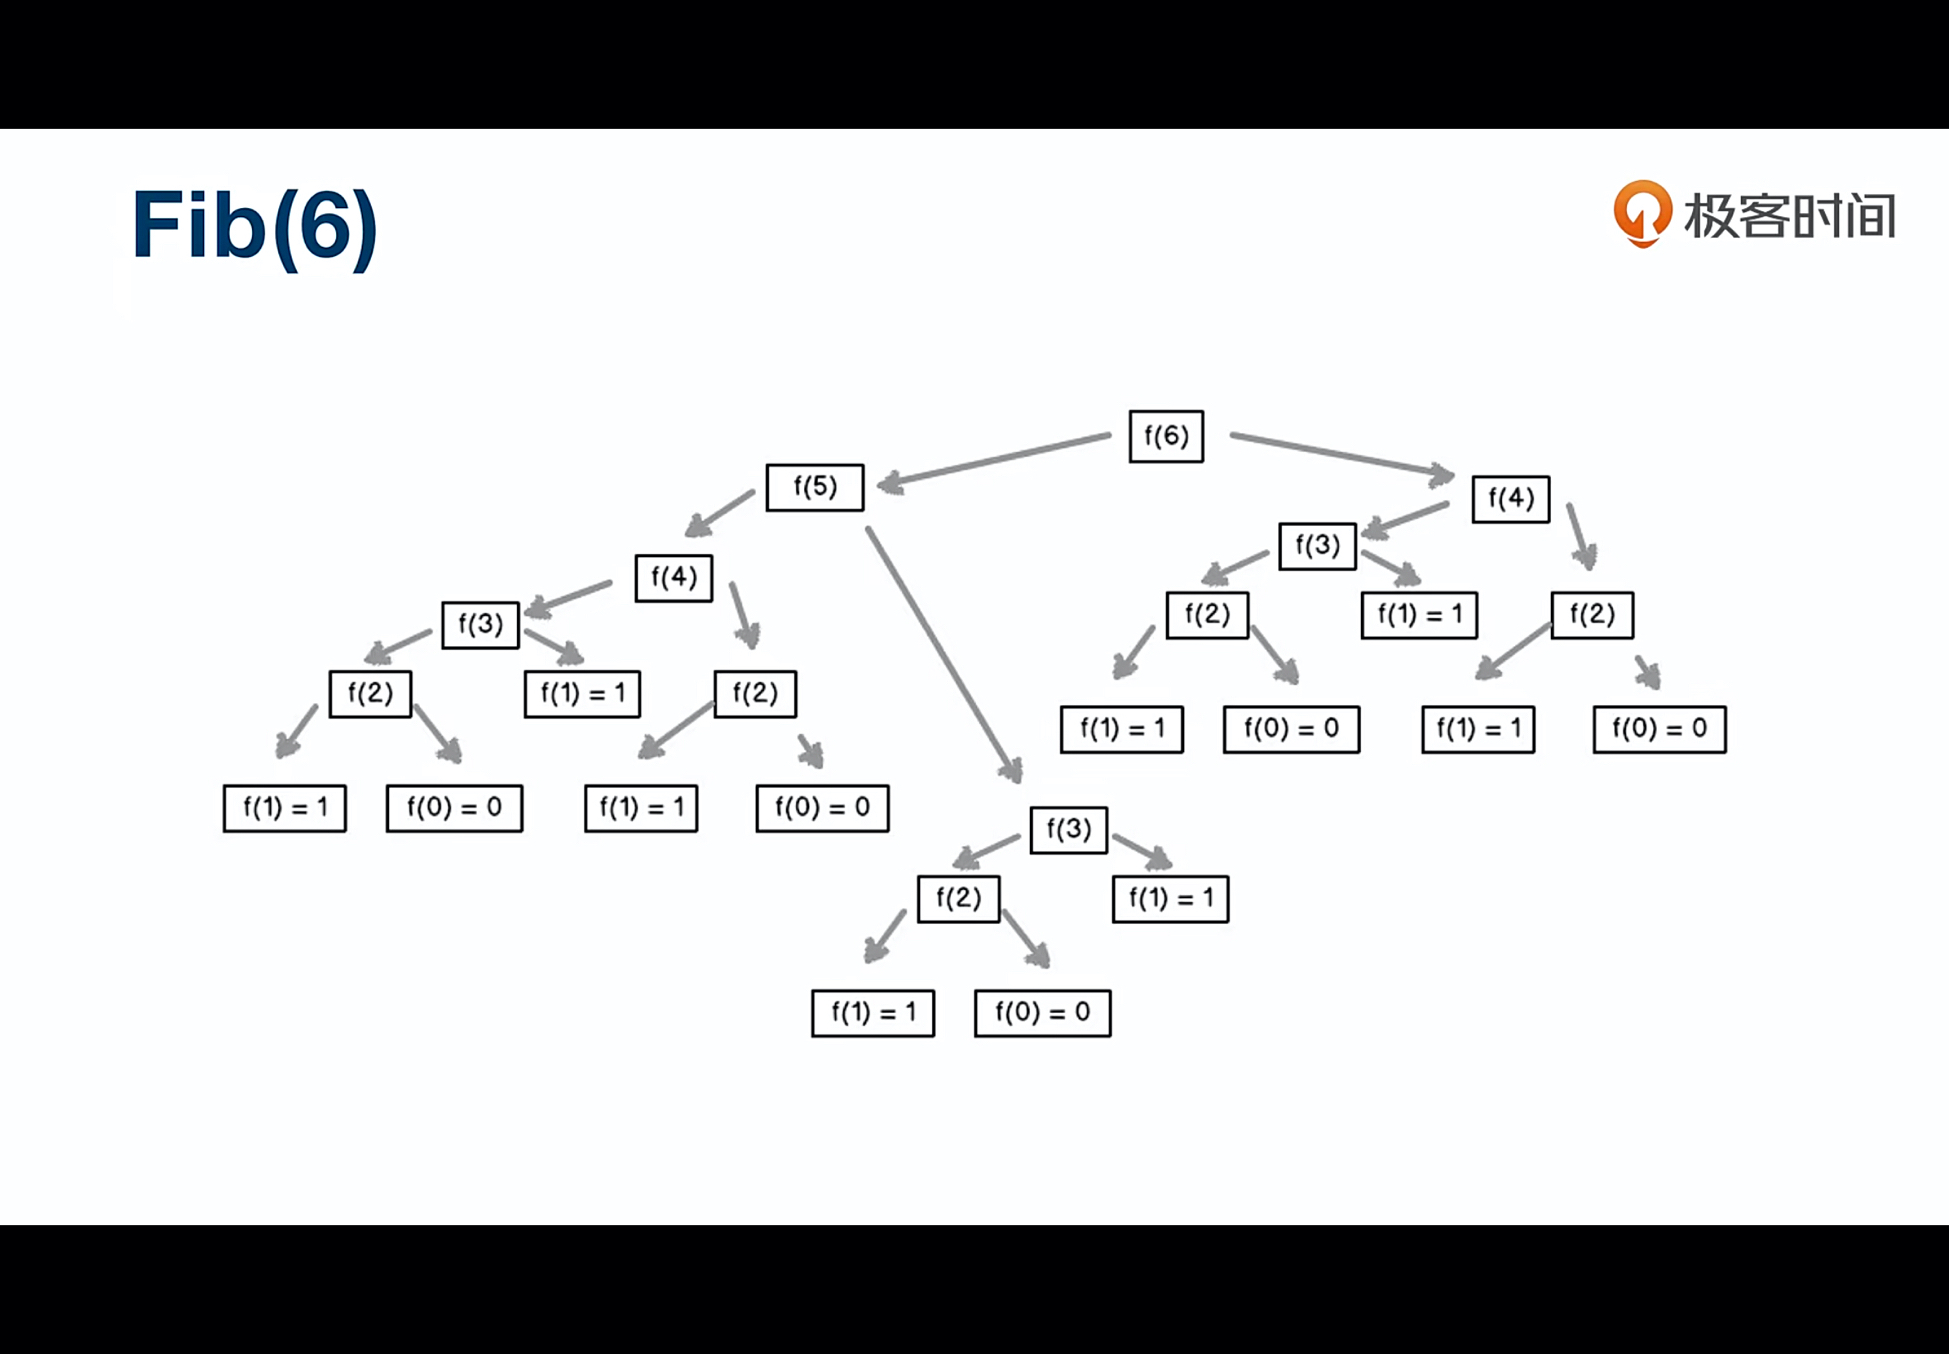 Fib(6)
极客时间
f(6)
f(5)
f(4)
f(3)
f(4)
f(3)
f(2)
f(1) = 1
f(2)
f(2)
f(1) = 1
f(2)
f(1) = 1
f(0) = 0
f(1) = 1
f(0) = 0
f(1) = 1
f(0) = 0
f(1) = 1
f(0) = 0
f(3)
f(2)
f(1) = 1
f(1) = 1
f(0) = 0